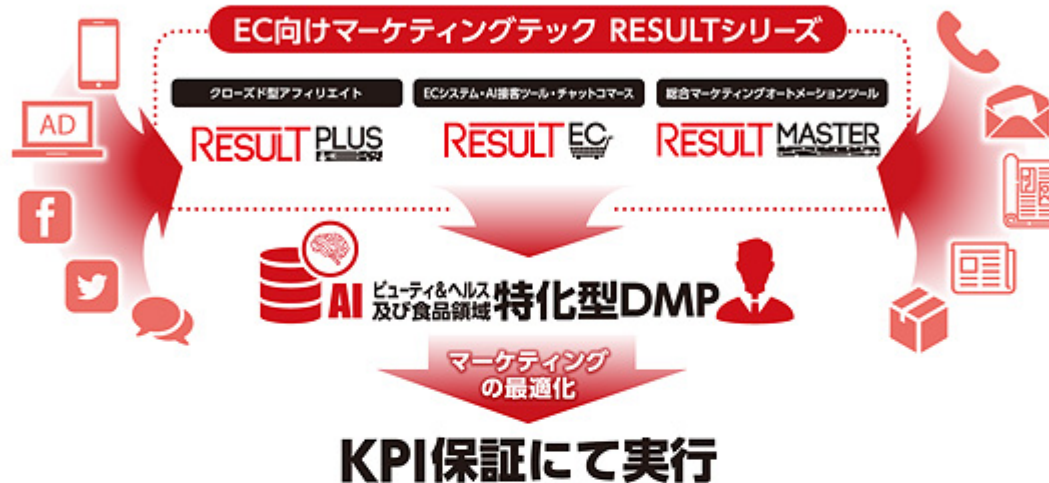 EC向けマーケティングテック RESULTシリーズ
クローズド型アフィリエイト
ECシステム・AI接客ツール・チャットコマース
総合マーケティングオートメーションツール
RESULT PLUS
RESULT EC
RESULT MASTER
AD
AI ビューティ&ヘルス
及び食品領域 特化型DMP
マーケティング
の最適化
KPI保証にて実行